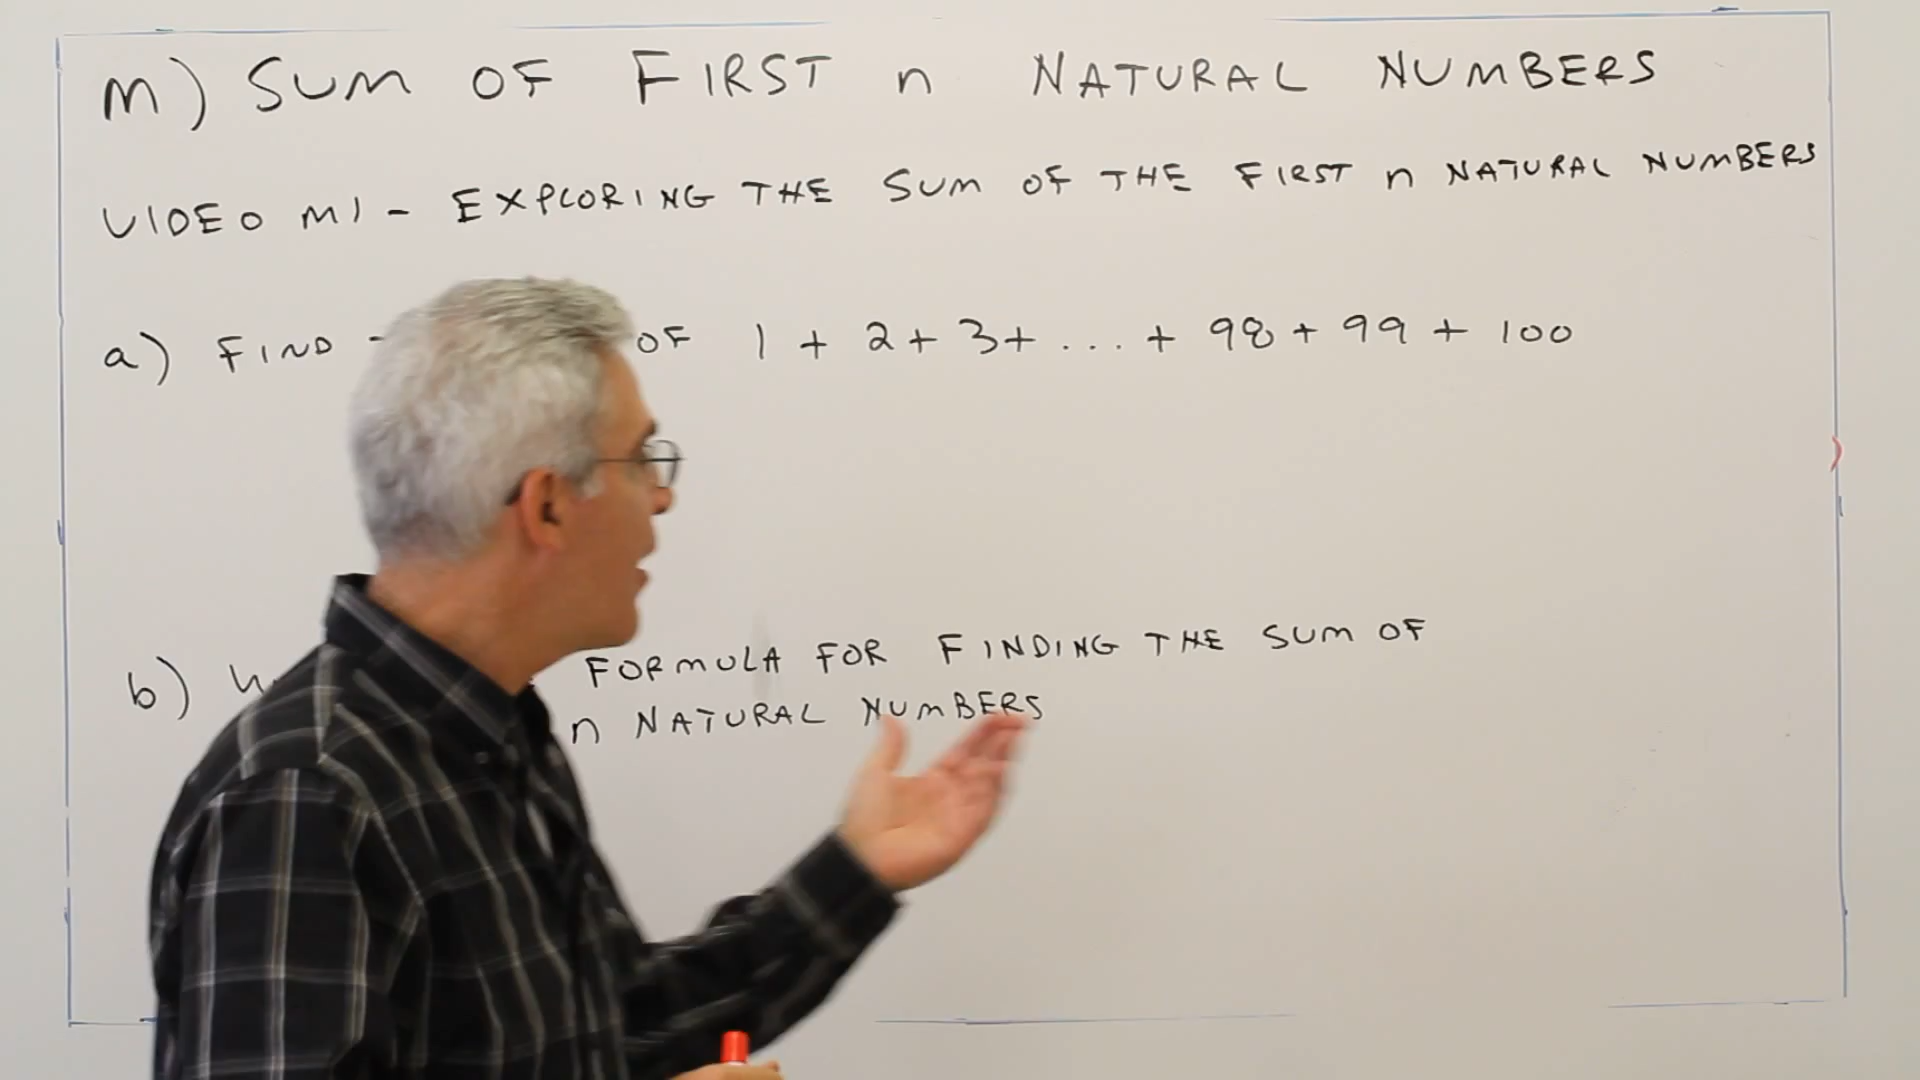 m) SUM OF FIRST n NATURAL NUMBERS
VIDEO M1 - EXPLORING THE SUM OF THE FIRST n NATURAL NUMBERS
a) FIND OF 1 + 2 + 3 + ... + 98 + 99 + 100
b) FORMULA FOR FINDING THE SUM OF
n NATURAL NUMBERS